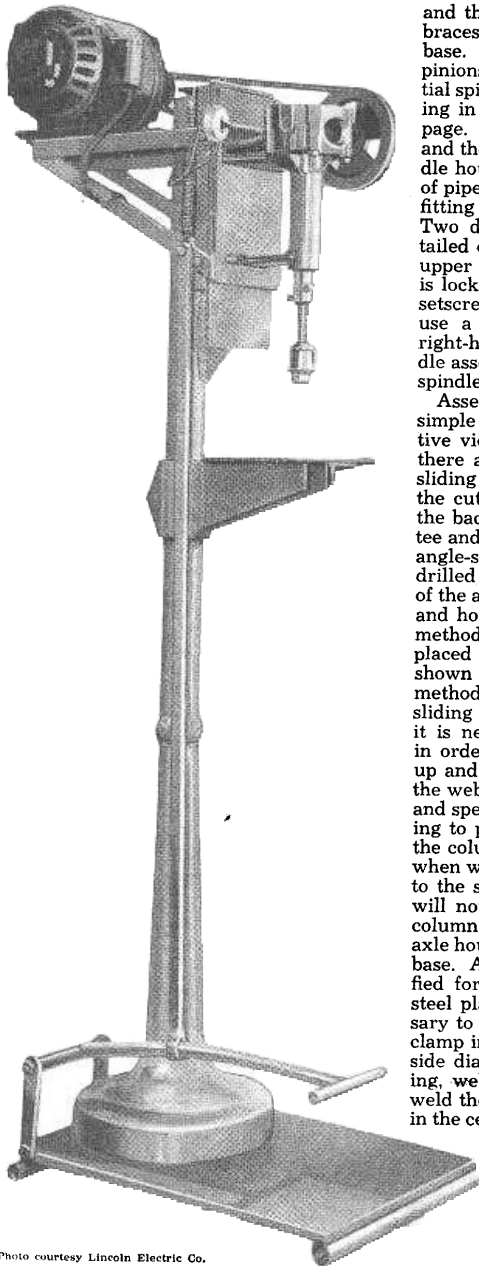 and th
braces
base.
pinions
tial spi
ing in
page.
and the
dle hou
of pipe
fitting
Two d
tailed
upper
is lock
setscre
use a
right-h
dle asse
spindle
Asse
simple
tive vie
there a
sliding
the cut
the bac
tee and
angle-s
drilled
of the a
and ho
method
placed
shown
method
sliding
it is ne
in orde
up and
the web
and spe
ing to p
the colu
when w
to the s
will no
column
axle hou
base. A
fied for
steel pla
sary to
clamp in
side dia
ing, we
weld the
in the ce
Photo courtesy Lincoln Electric Co.